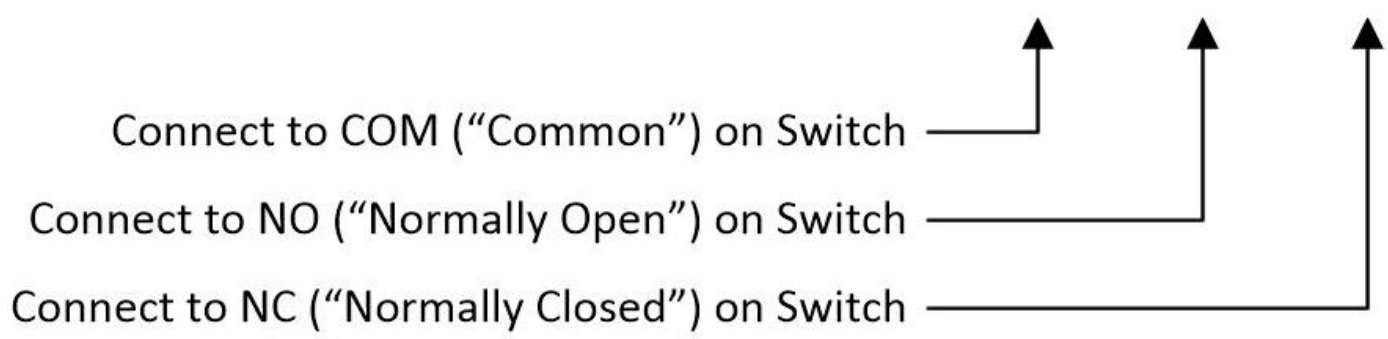 Connect to COM (“Common”) on Switch
Connect to NO (“Normally Open”) on Switch
Connect to NC (“Normally Closed”) on Switch